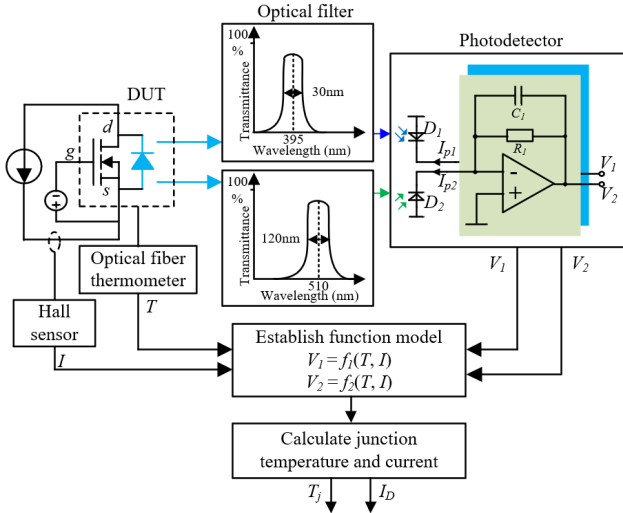 Optical filter
Photodetector
DUT
d
g
s
100
%
Transmittance
30nm
395
Wavelength (nm)
100
%
Transmittance
120nm
510
Wavelength (nm)
D1
Ip1
Ip2
D2
C1
R1
-
+
V1
V2
Optical fiber
thermometer
Hall
sensor
T
I
V1
V2
Establish function model
V1 = f1(T, I)
V2 = f2(T, I)
Calculate junction
temperature and current
Tj
ID